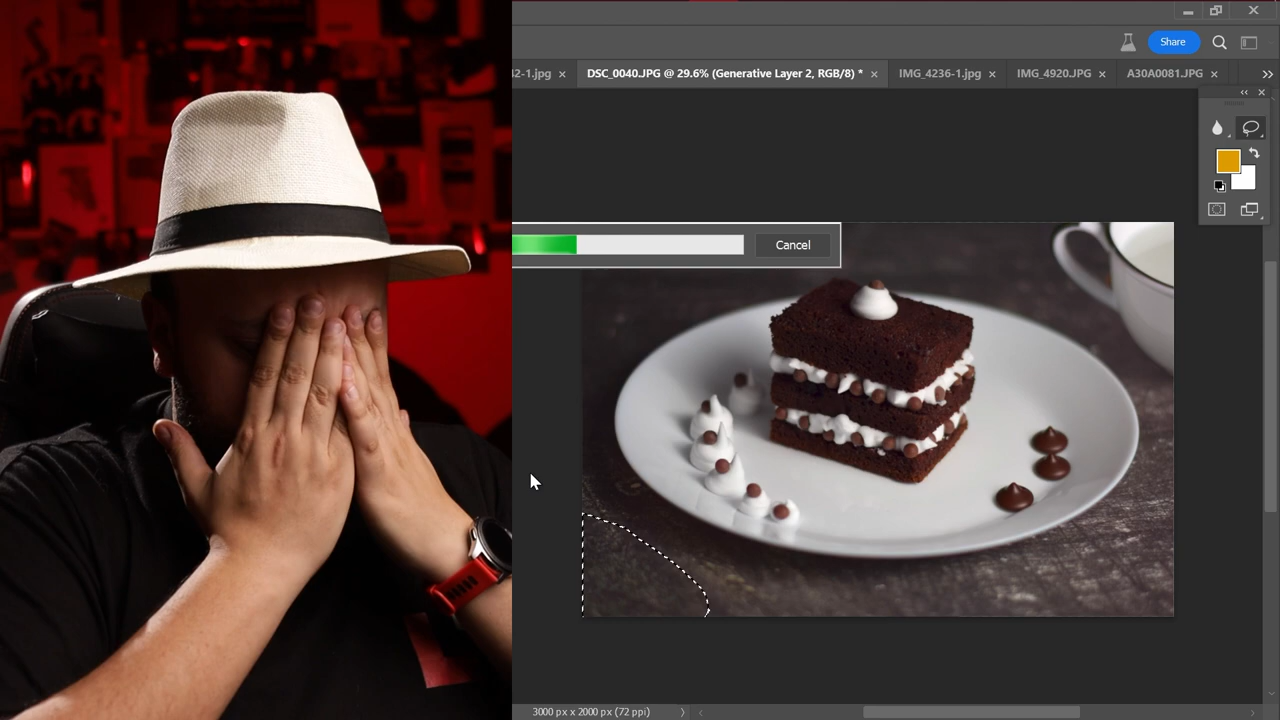 Share
42-1.jpg
DSC_0040.JPG @ 29.6% (Generative Layer 2, RGB/8) *
IMG_4236-1.jpg
IMG_4920.JPG
A30A0081.JPG
Cancel
3000 px x 2000 px (72 ppi)